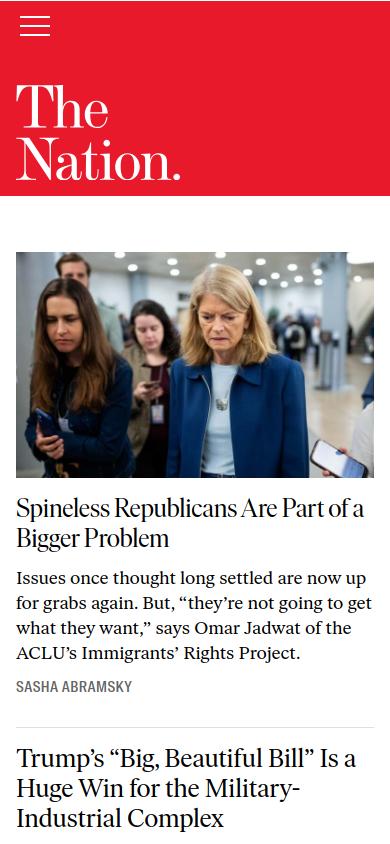 The
Nation.
Spineless Republicans Are Part of a
Bigger Problem
Issues once thought long settled are now up
for grabs again. But, “they’re not going to get
what they want,” says Omar Jadwat of the
ACLU’s Immigrants’ Rights Project.
SASHA ABRAMSKY
Trump’s “Big, Beautiful Bill” Is a
Huge Win for the Military-
Industrial Complex